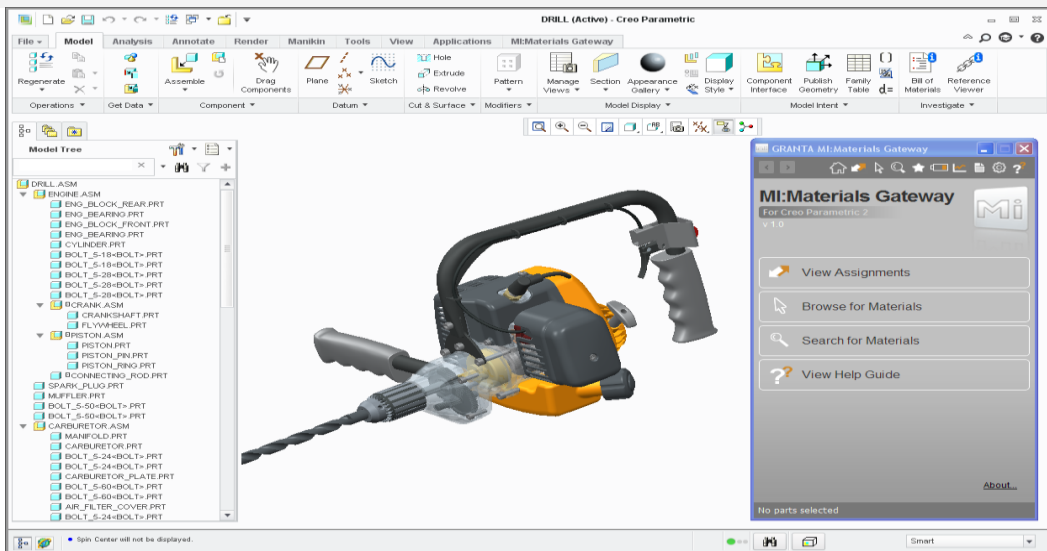 DRILL (Active) - Creo Parametric
File Model Analysis Annotate Render Manikin Tools View Applications MI:Materials Gateway
Regenerate
Assemble
Drag
Components
Plane
Sketch
Hole
Extrude
Revolve
Pattern
Manage
Views
Section
Appearance
Gallery
Display
Style
Component
Interface
Publish
Geometry
Family
Table
d=
Bill of
Materials
Reference
Viewer
Operations Get Data Component Datum Cut & Surface Modifiers Model Display Model Intent Investigate
Model Tree
DRILL.ASM
ENGINE.ASM
ENG_BLOCK_REAR.PRT
ENG_BEARING.PRT
ENG_BLOCK_FRONT.PRT
ENG_BEARING.PRT
CYLINDER.PRT
BOLT_5-18<BOLT>.PRT
BOLT_5-18<BOLT>.PRT
BOLT_5-28<BOLT>.PRT
BOLT_5-28<BOLT>.PRT
BOLT_5-28<BOLT>.PRT
CRANK.ASM
CRANKSHAFT.PRT
FLYWHEEL.PRT
PISTON.ASM
PISTON.PRT
PISTON_PIN.PRT
PISTON_RING.PRT
CONNECTING_ROD.PRT
SPARK_PLUG.PRT
MUFFLER.PRT
BOLT_5-50<BOLT>.PRT
BOLT_5-50<BOLT>.PRT
CARBURETOR.ASM
MANIFOLD.PRT
CARBURETOR.PRT
BOLT_5-24<BOLT>.PRT
BOLT_5-24<BOLT>.PRT
CARBURETOR_PLATE.PRT
BOLT_5-60<BOLT>.PRT
BOLT_5-60<BOLT>.PRT
AIR_FILTER_COVER.PRT
BOLT_5-24<BOLT>.PRT
GRANTA MI:Materials Gateway
MI:Materials Gateway
For Creo Parametric 2
v 1.0
Mi
View Assignments
Browse for Materials
Search for Materials
View Help Guide
About...
No parts selected
Spin Center will not be displayed.
Smart